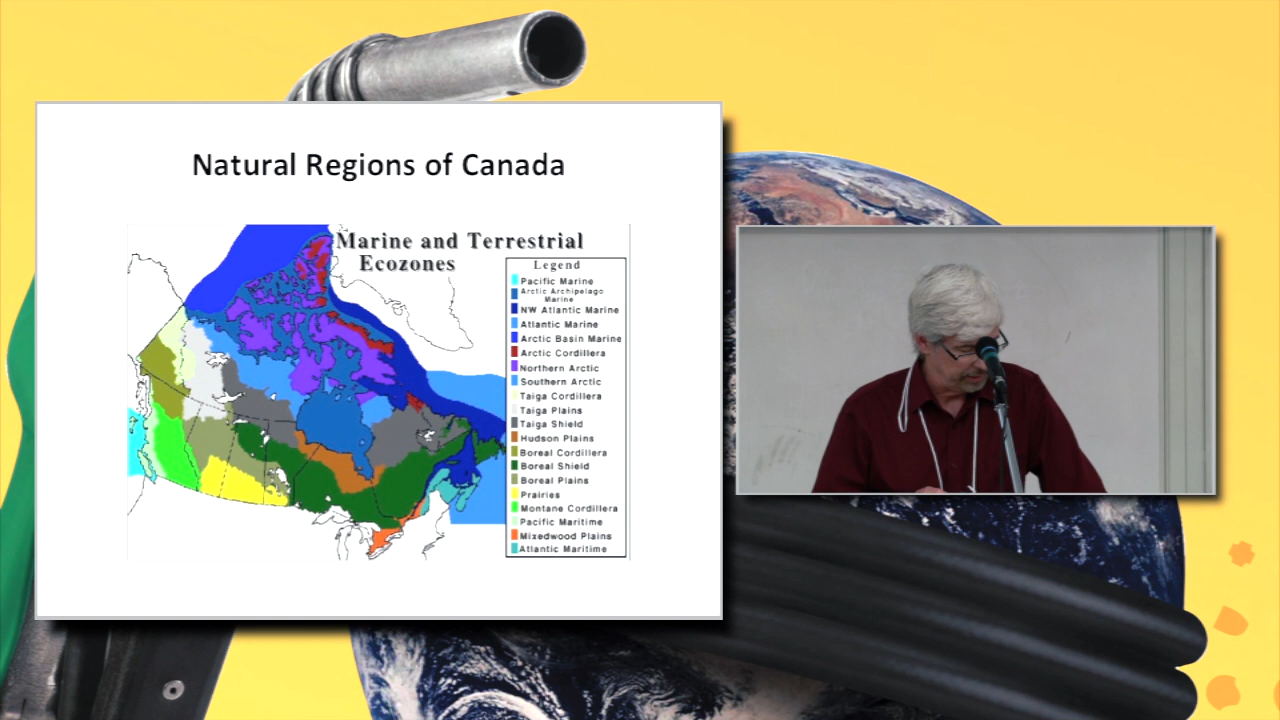 Natural Regions of Canada
Marine and Terrestrial
Ecozones
Legend
Pacific Marine
Arctic Archipelago
Marine
NW Atlantic Marine
Atlantic Marine
Arctic Basin Marine
Arctic Cordillera
Northern Arctic
Southern Arctic
Taiga Cordillera
Taiga Plains
Taiga Shield
Hudson Plains
Boreal Cordillera
Boreal Shield
Boreal Plains
Prairies
Montane Cordillera
Pacific Maritime
Mixedwood Plains
Atlantic Maritime